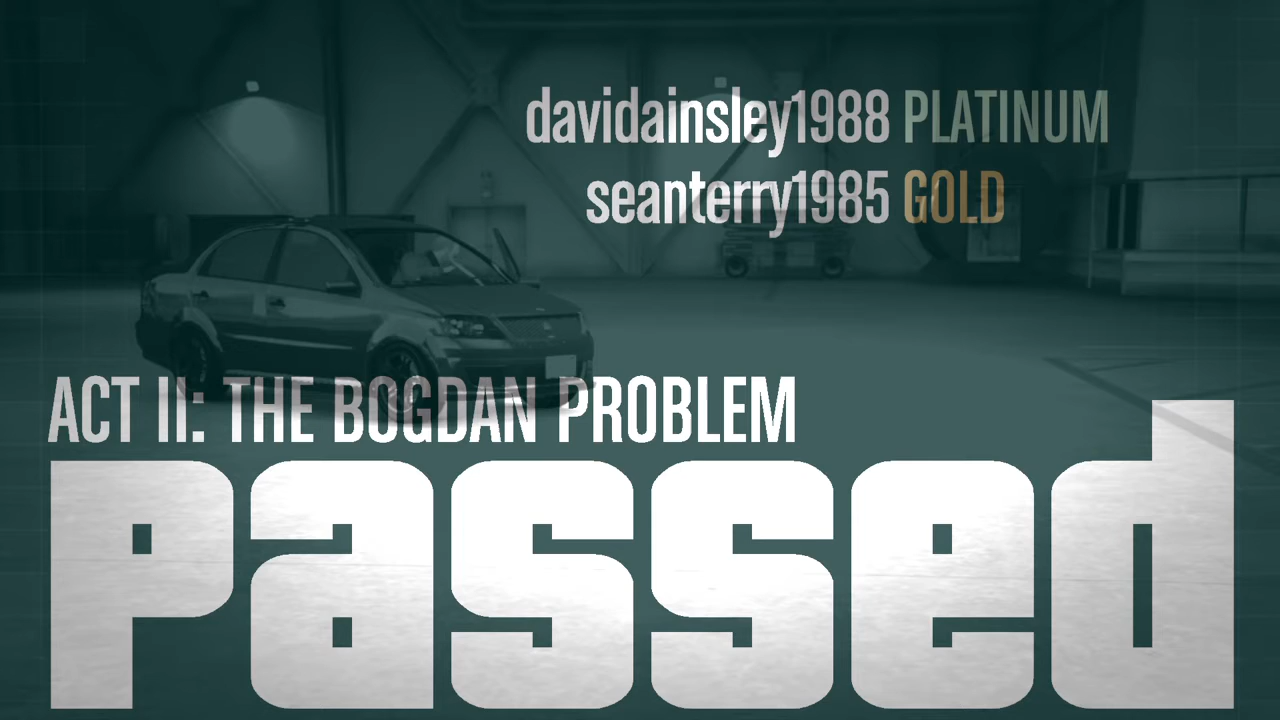 davidainsley1988 PLATINUM
seanterry1985 GOLD
ACT II: THE BOGDAN PROBLEM
passed